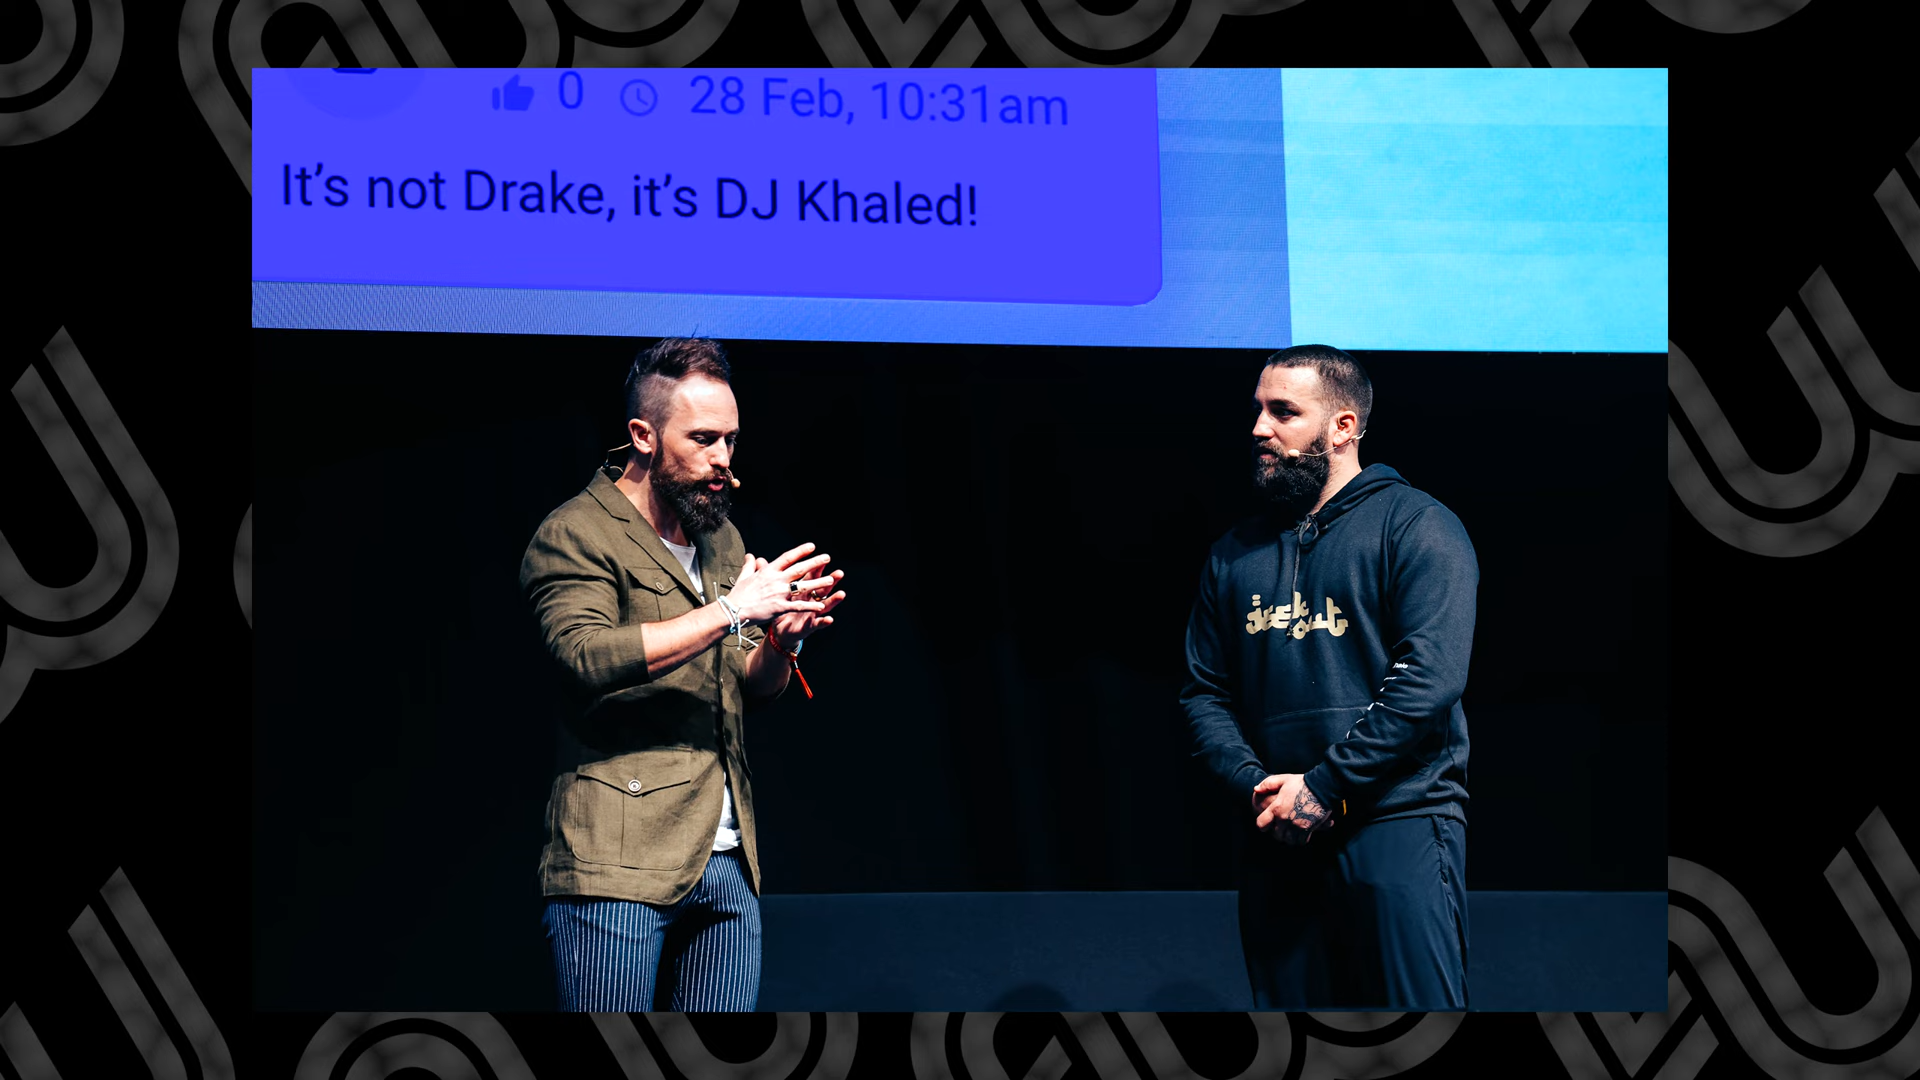 0 28 Feb, 10:31am
It's not Drake, it's DJ Khaled!